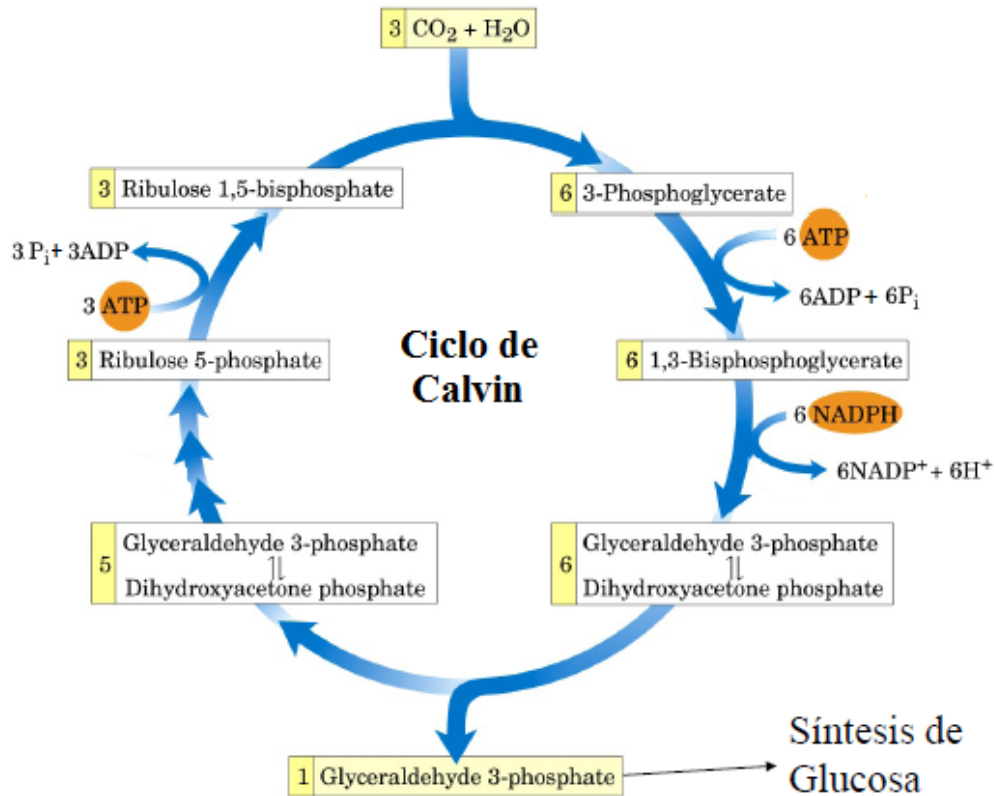 3 CO₂ + H₂O
3 Ribulose 1,5-bisphosphate
6 3-Phosphoglycerate
3 Pᵢ + 3ADP
6 ATP
3 ATP
6ADP + 6Pᵢ
3 Ribulose 5-phosphate
Ciclo de
Calvin
6 1,3-Bisphosphoglycerate
6 NADPH
6NADP⁺ + 6H⁺
5 Glyceraldehyde 3-phosphate
Dihydroxyacetone phosphate
6 Glyceraldehyde 3-phosphate
Dihydroxyacetone phosphate
1 Glyceraldehyde 3-phosphate
Síntesis de
Glucosa